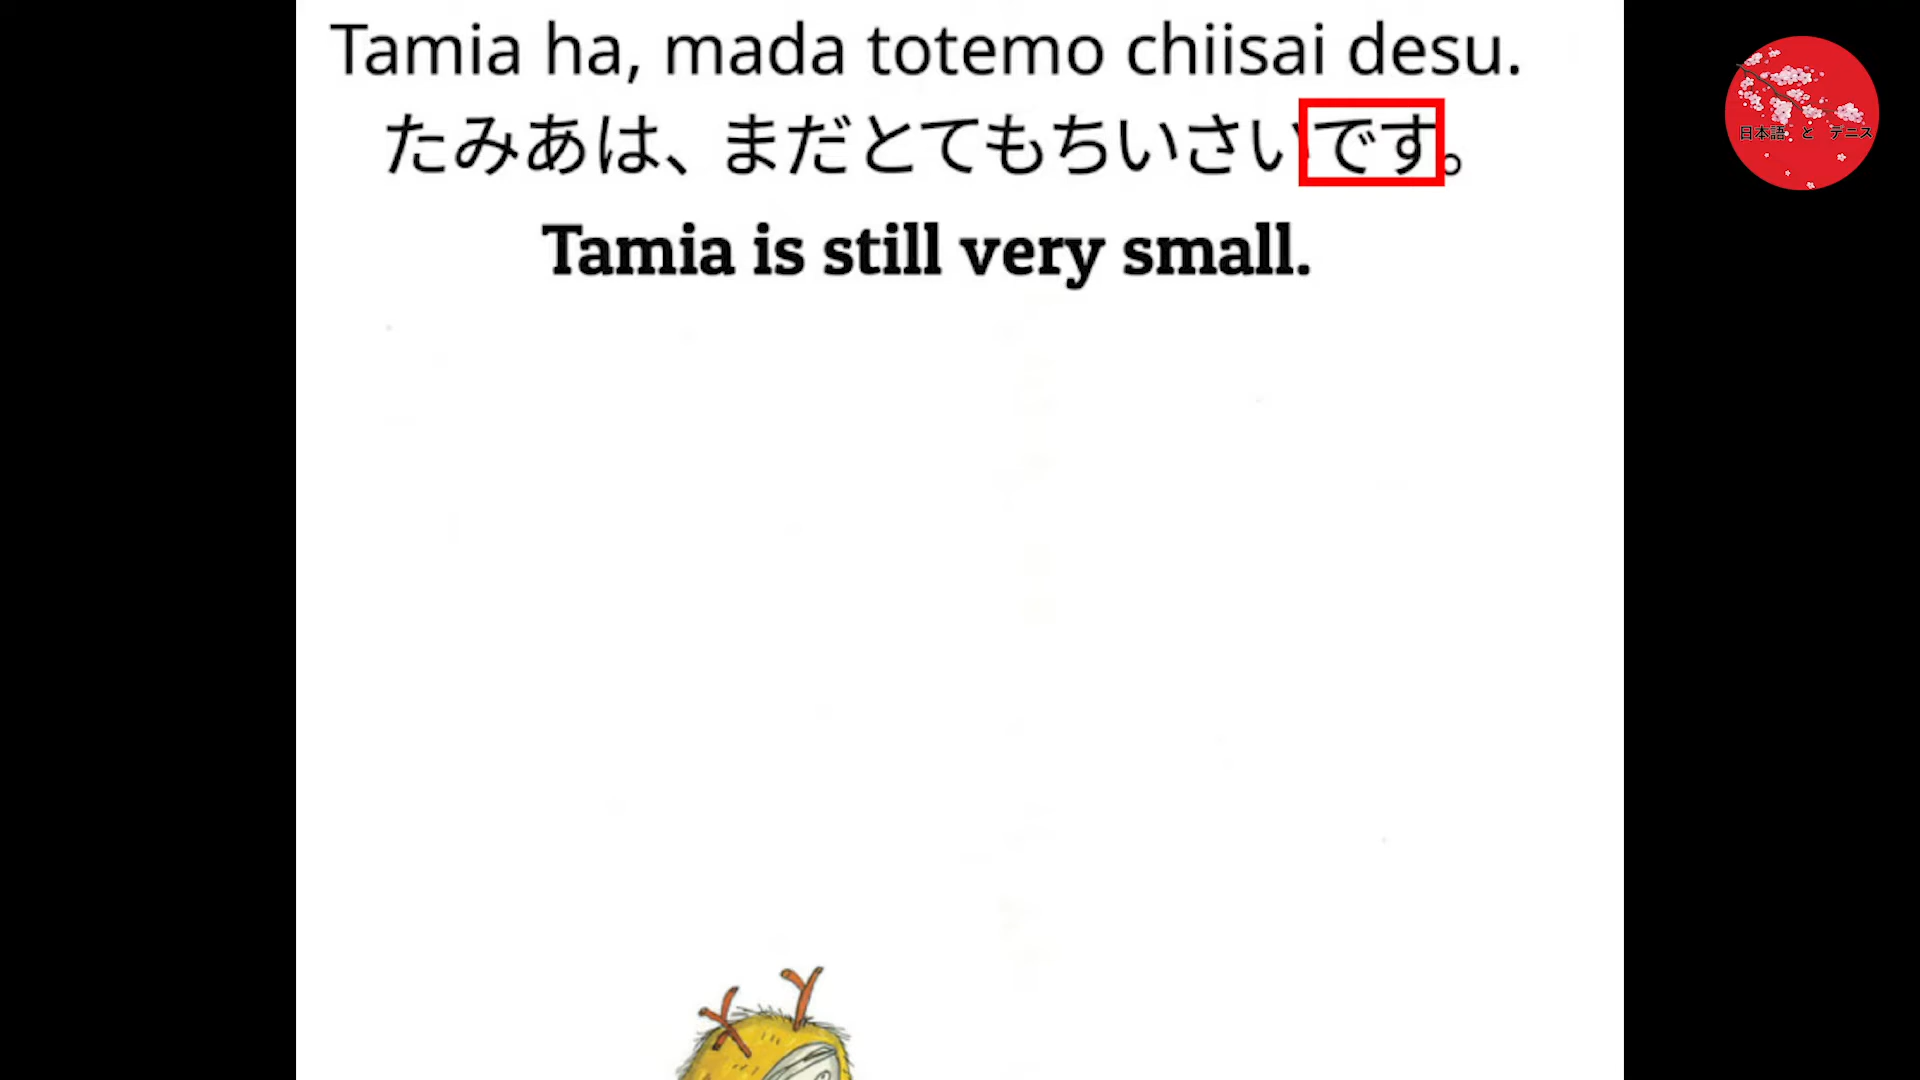 Tamia ha, mada totemo chiisai desu.
たみあは、まだとてもちいさいです。
Tamia is still very small.
日本語 と デニス